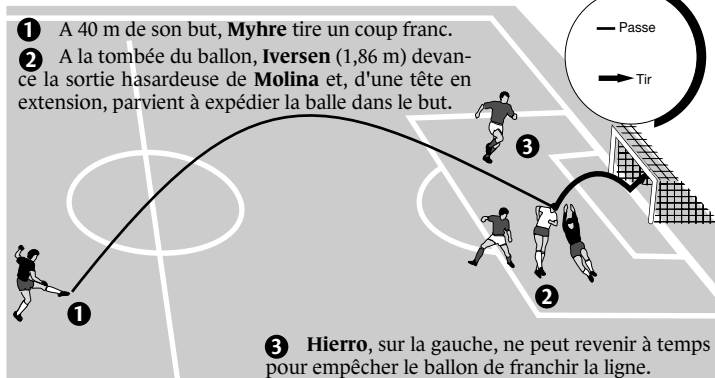 1 A 40 m de son but, Myhre tire un coup franc.
2 A la tombée du ballon, Iversen (1,86 m) devan-
ce la sortie hasardeuse de Molina et, d'une tête en
extension, parvient à expédier la balle dans le but.
Passe
Tir
3
1
2
3 Hierro, sur la gauche, ne peut revenir à temps
pour empêcher le ballon de franchir la ligne.